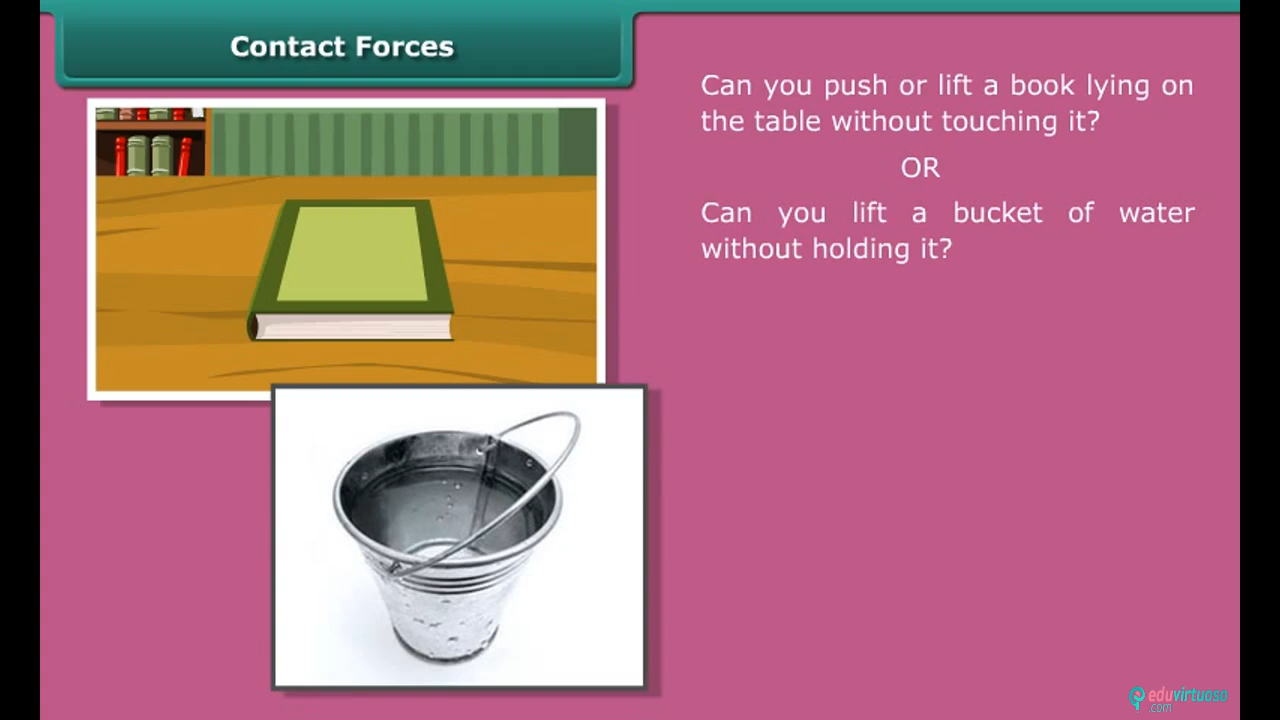 Contact Forces
Can you push or lift a book lying on
the table without touching it?
OR
Can you lift a bucket of water
without holding it?
eduvirtuoso
.com